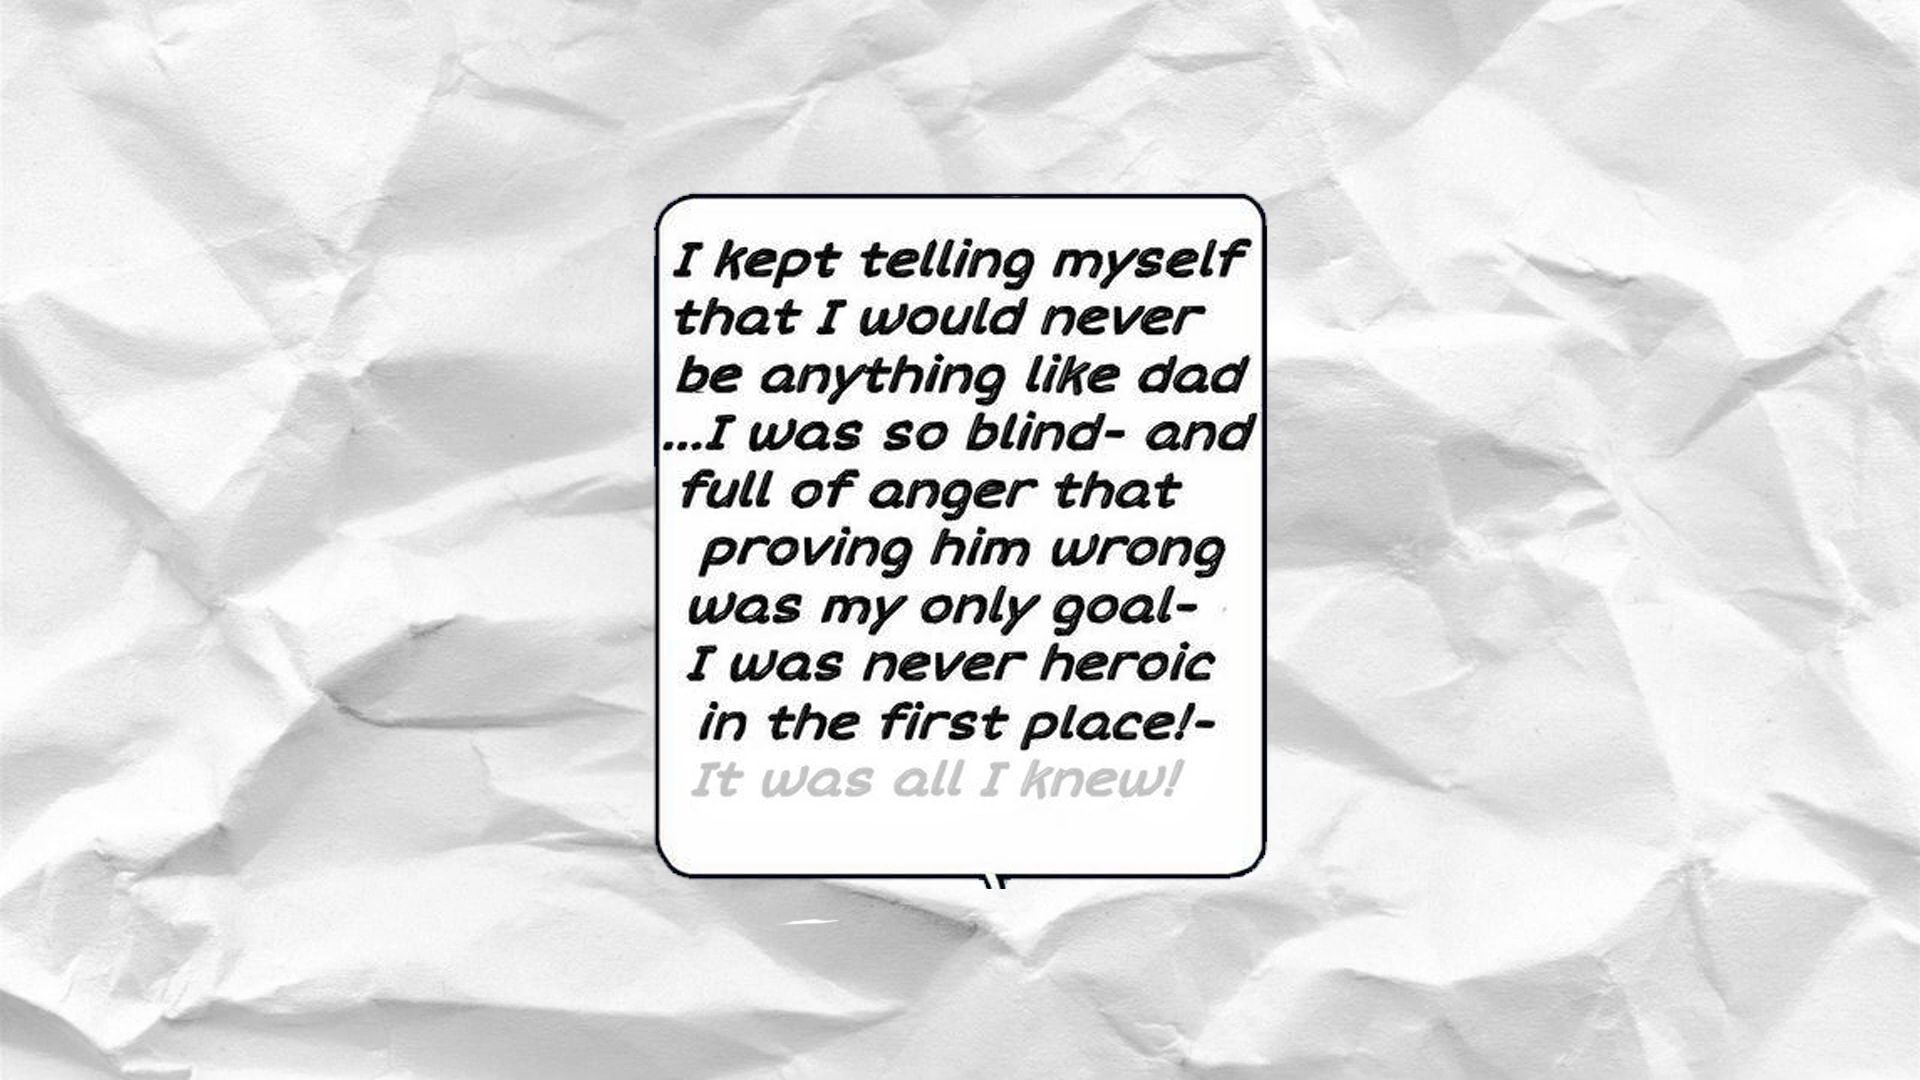 I kept telling myself
that I would never
be anything like dad
...I was so blind- and
full of anger that
proving him wrong
was my only goal-
I was never heroic
in the first place!-
It was all I knew!